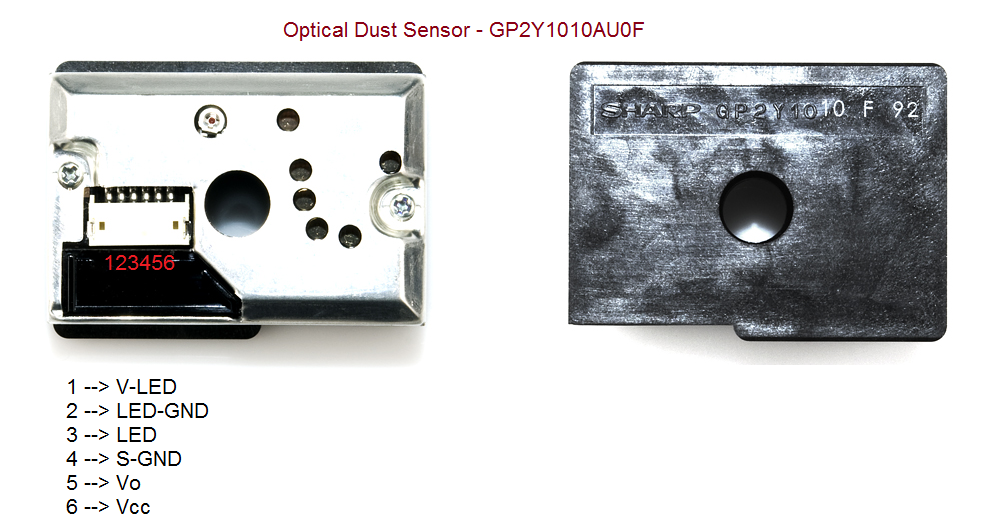 Optical Dust Sensor - GP2Y1010AU0F
SHARP GP2Y1010 F 92
123456
1 --> V-LED
2 --> LED-GND
3 --> LED
4 --> S-GND
5 --> Vo
6 --> Vcc